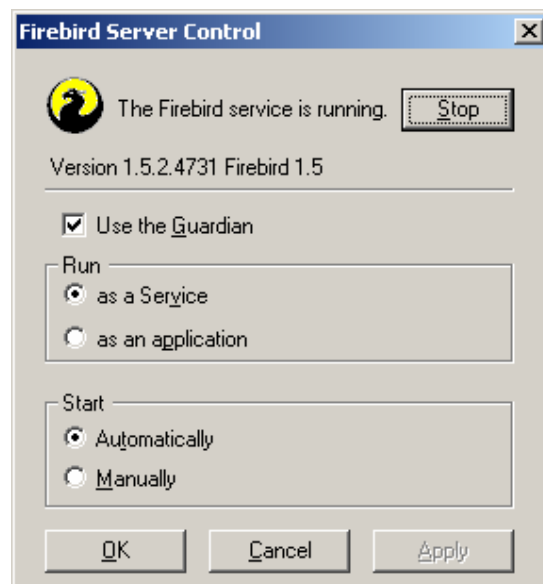 Firebird Server Control
The Firebird service is running. Stop
Version 1.5.2.4731 Firebird 1.5
Use the Guardian
Run
as a Service
as an application
Start
Automatically
Manually
OK Cancel Apply